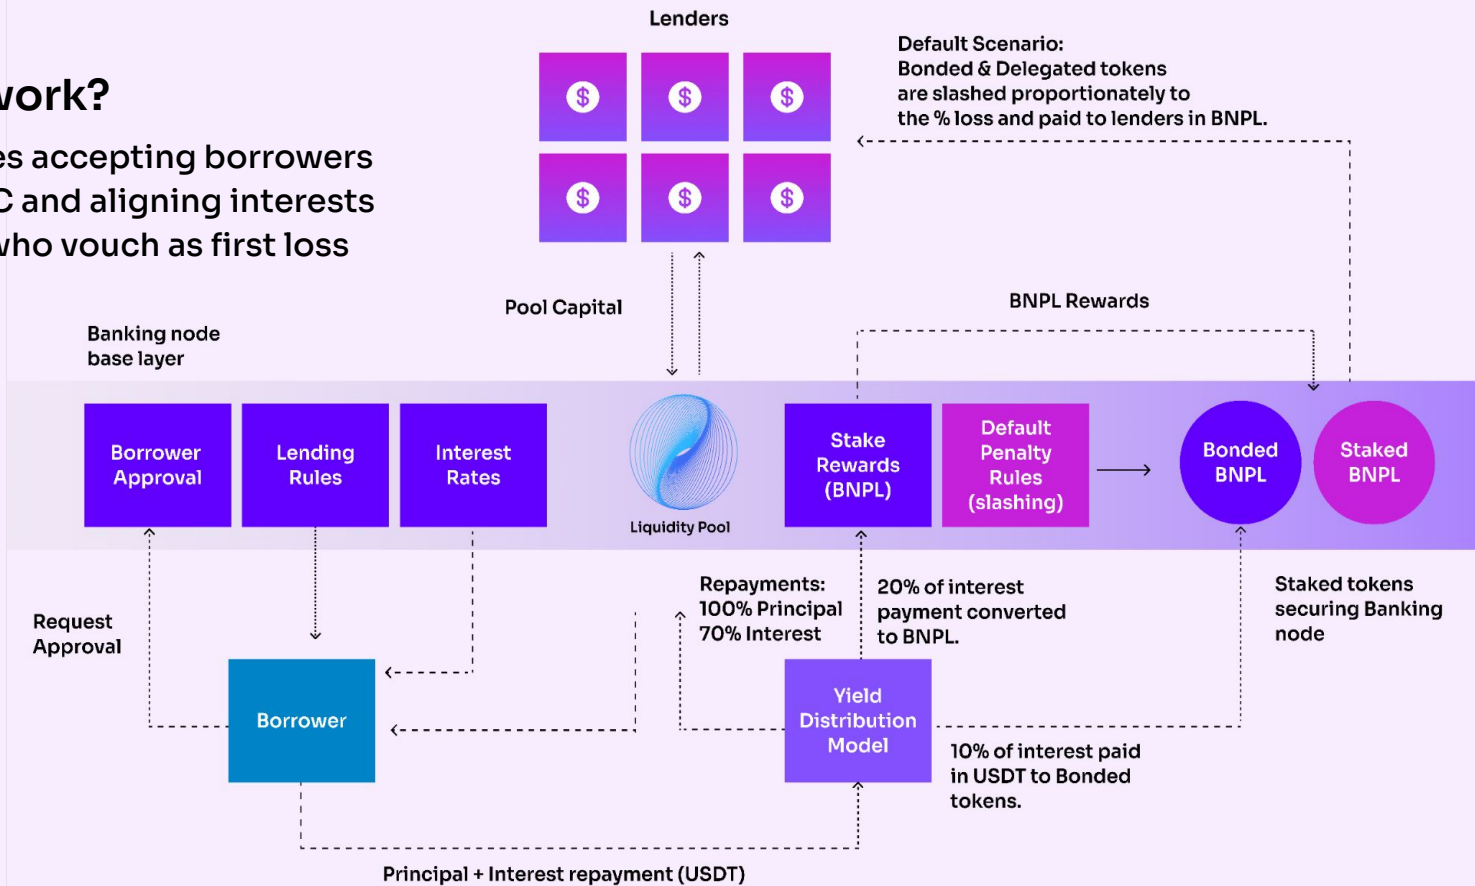 Lenders
Default Scenario:
Bonded & Delegated tokens
are slashed proportionately to
the % loss and paid to lenders in BNPL.
work?
es accepting borrowers
C and aligning interests
who vouch as first loss
$
$
$
$
$
$
Pool Capital
BNPL Rewards
Banking node
base layer
Borrower
Approval
Lending
Rules
Interest
Rates
Liquidity Pool
Stake
Rewards
(BNPL)
Default
Penalty
Rules
(slashing)
Bonded
BNPL
Staked
BNPL
Request
Approval
Repayments:
100% Principal
70% Interest
20% of interest
payment converted
to BNPL.
Staked tokens
securing Banking
node
Borrower
Yield
Distribution
Model
10% of interest paid
in USDT to Bonded
tokens.
Principal + Interest repayment (USDT)